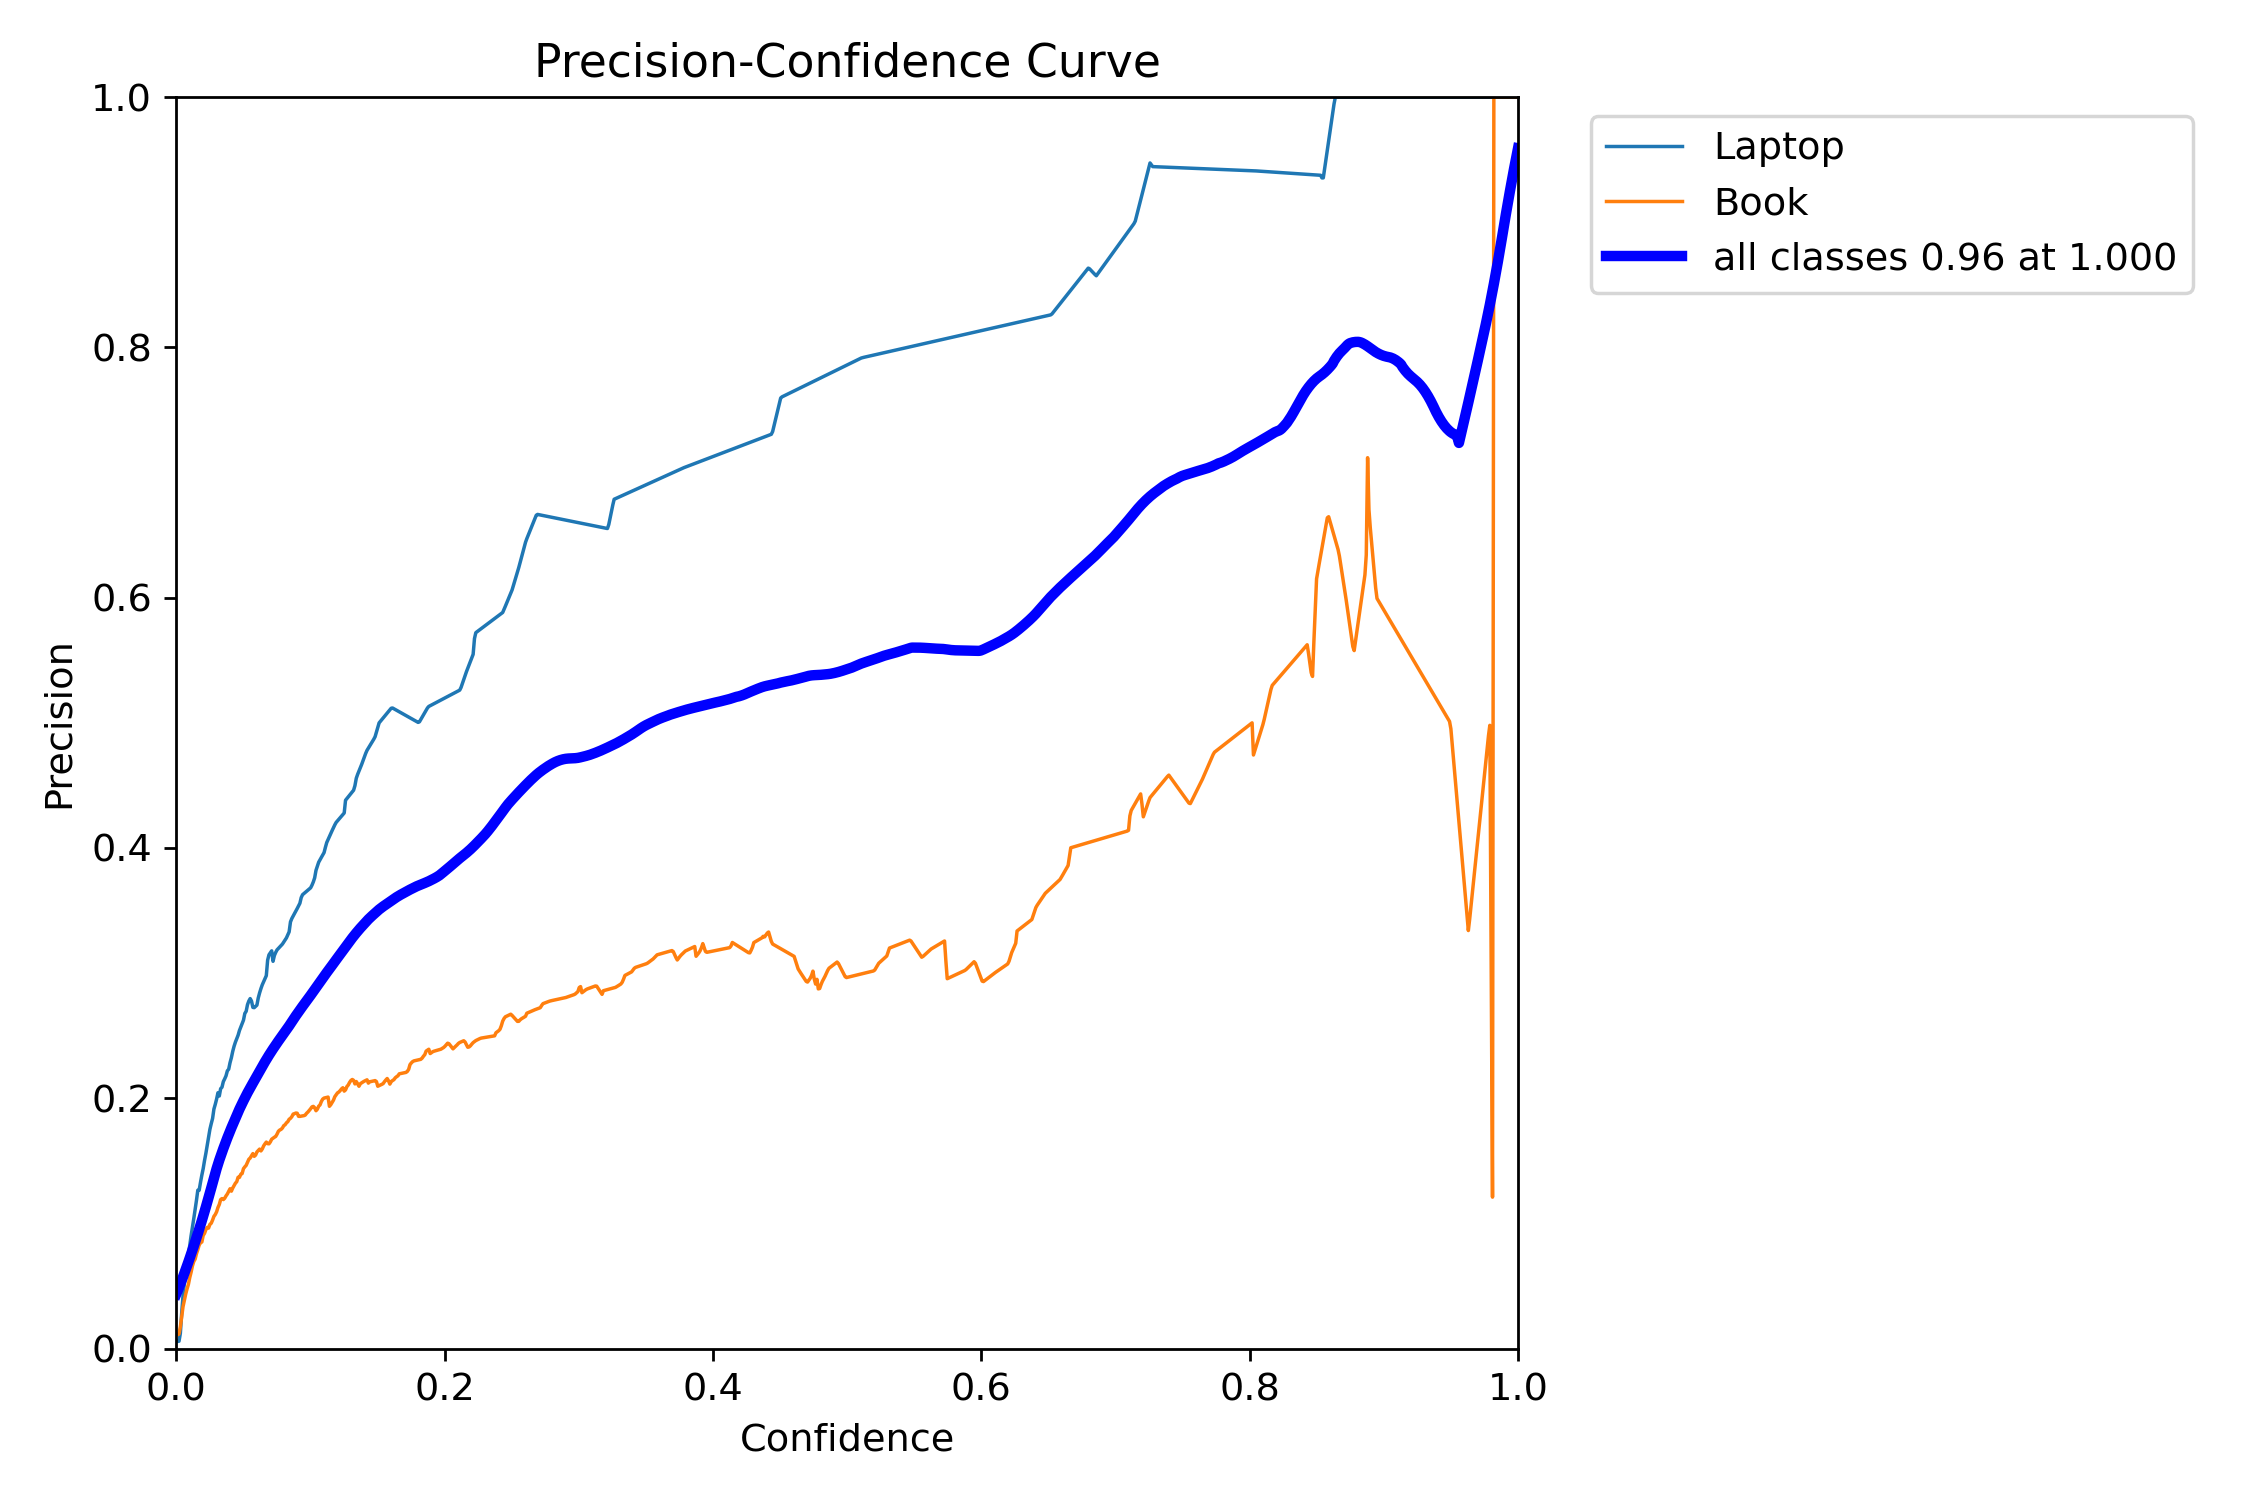 Precision-Confidence Curve
1.0
0.8
0.6
0.4
0.2
0.0
Precision
0.0 0.2 0.4 0.6 0.8 1.0
Confidence
Laptop
Book
all classes 0.96 at 1.000